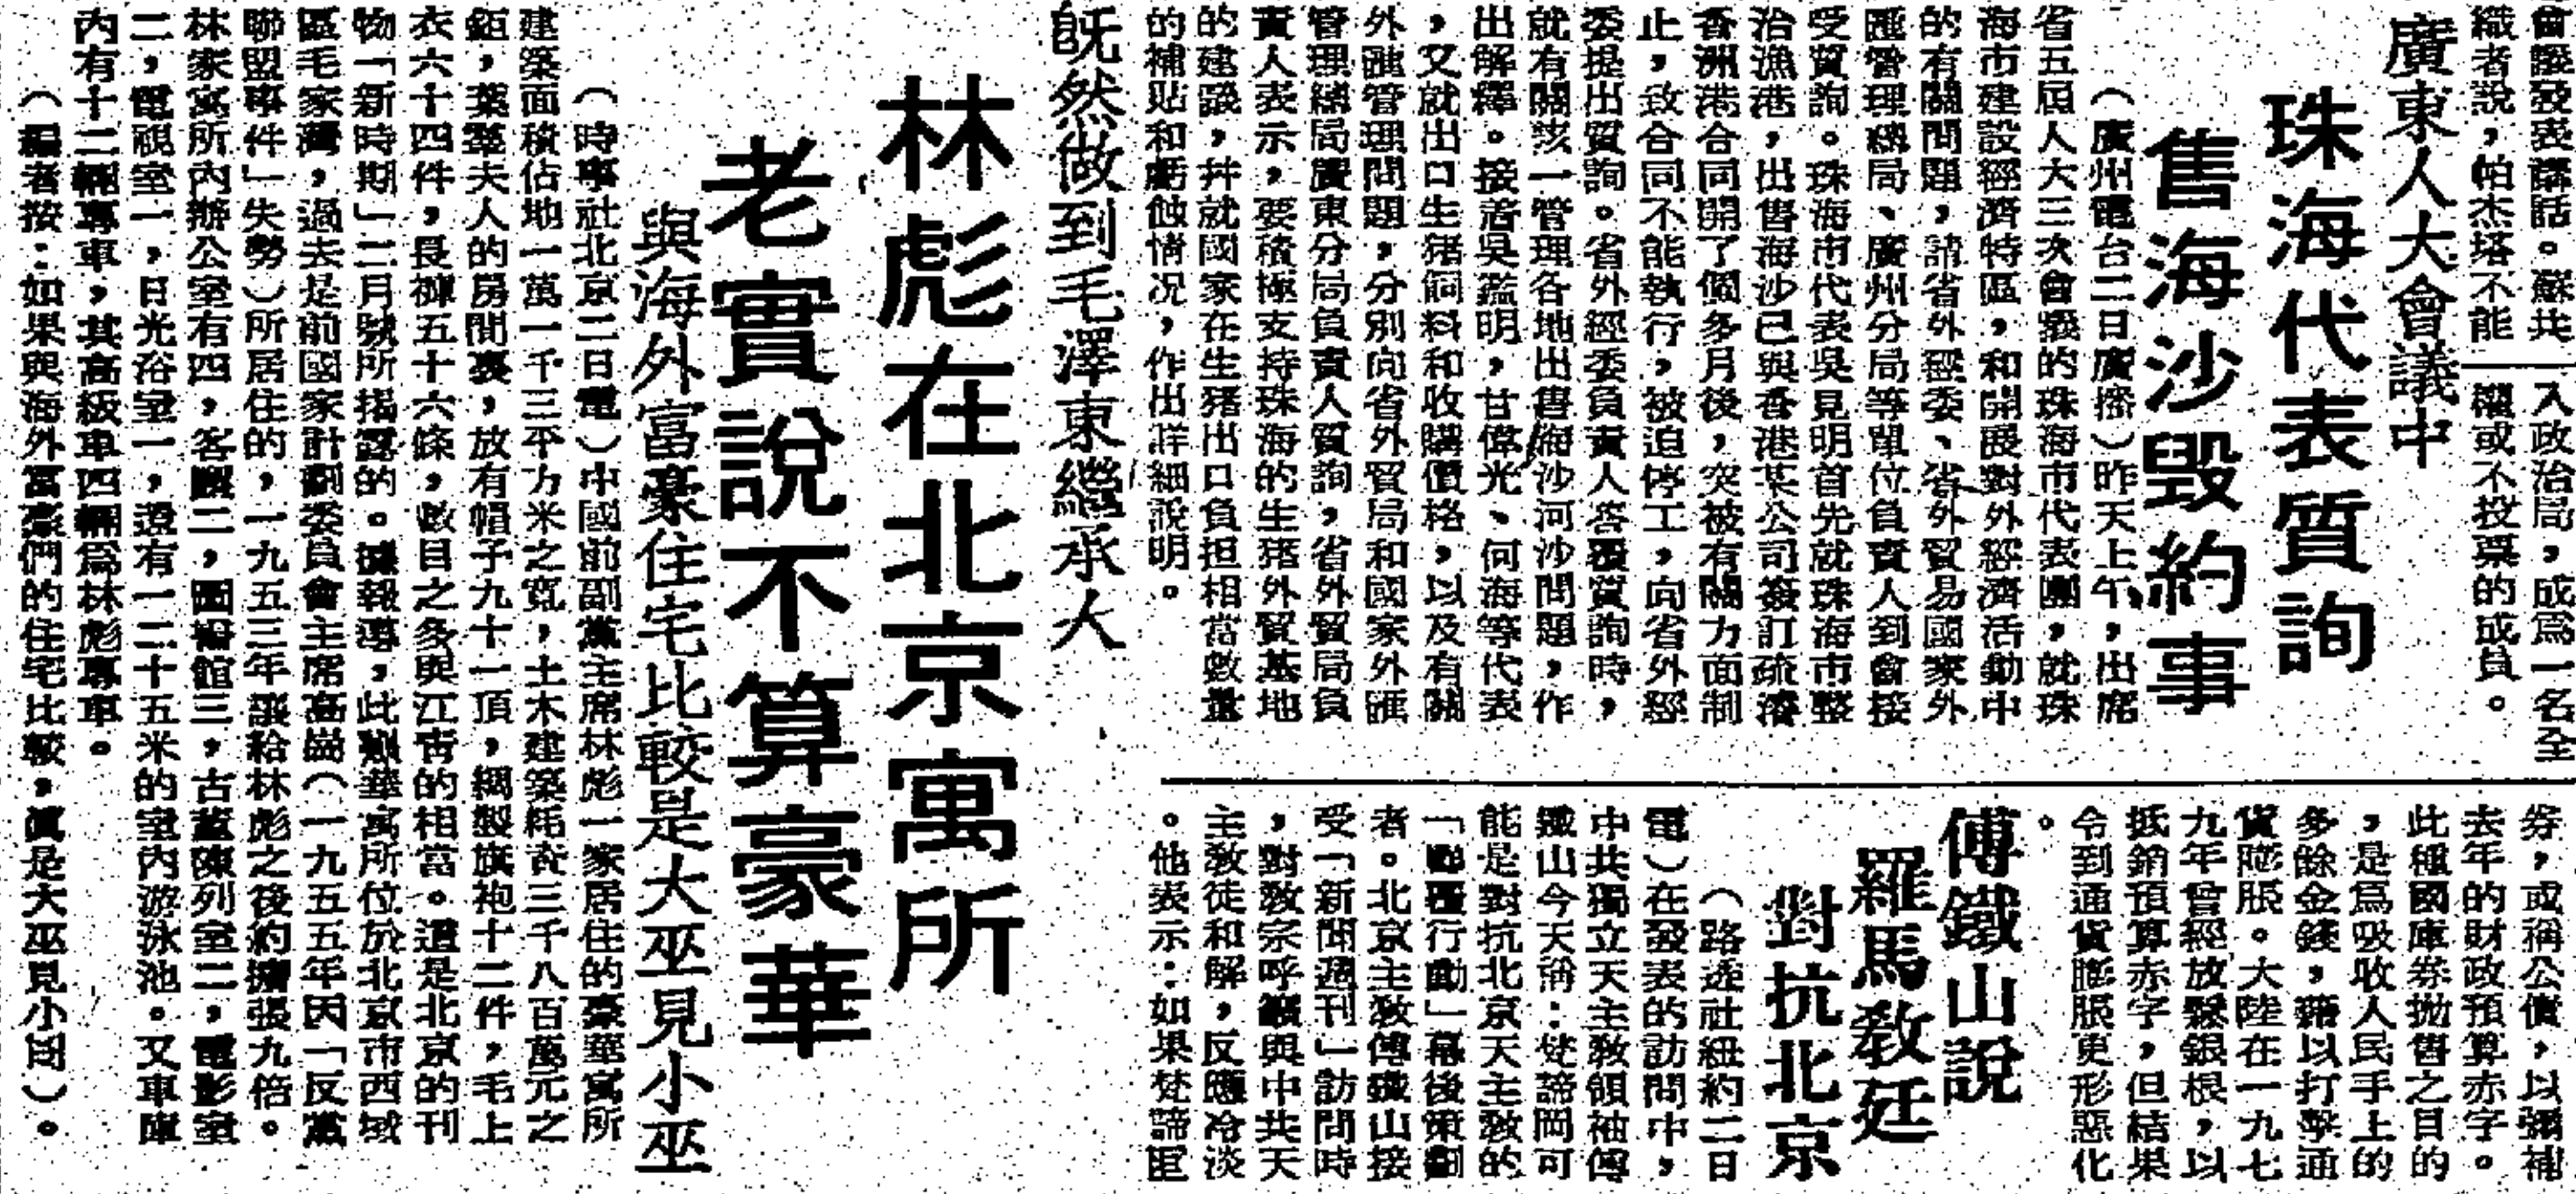 會議發表講話。蘇共
織者說，帕杰塔不能
入政治局，成爲一名全
權或不投票的成員。
廣東人大會議中
珠海代表質詢
售海沙毀約事
（廣州電台二日廣播）昨天上午，出席
省五屆人大三次會議的珠海市代表團，就珠
海市建設經濟特區，和開展對外經濟活動中
的有關問題，請省外經委、省外貿易國家外
匯管理總局、廣州分局等單位負責人到會接
受質詢。珠海市代表吳見明首先就珠海市整
治漁港，出售海沙已與香港某公司簽訂疏濬
香洲港合同開了個多月後，突被有關方面制
止，致合同不能執行，被迫停工，向省外經
委提出質詢。省外經委負責人答覆質詢時，
就有關該一管理各地出售海沙河沙問題，作
出解釋。接着吳鑑明，甘偉光、何海等代表
，又就出口生豬飼料和收購價格，以及有關
外匯管理問題，分別向省外貿局和國家外匯
管理總局廣東分局負責人質詢，省外貿局負
責人表示，要積極支持珠海的生豬外貿基地
的建議，幷就國家在生豬出口負担相當數量
的補貼和虧蝕情況，作出詳細說明。
旣然做到毛澤東繼承人
林彪在北京寓所
老實說不算豪華
與海外富豪住宅比較是大巫見小巫
（時事社北京二日電）中國前副黨主席林彪一家居住的豪華寓所
建築面積佔地一萬一千三平方米之寬，土木建築耗資三千八百萬元之
鉅，葉羣夫人的房間裏，放有帽子九十一頂，綢製旗袍十二件，毛上
衣六十四件，長褲五十六條，數目之多與江青的相當。這是北京的刊
物「新時期」二月號所揭露的。據報導，此類華寓所位於北京市西城
區毛家灣，過去是前國家計劃委員會主席高崗（一九五五年因「反黨
聯盟事件」失勢）所居住的，一九五三年讓給林彪之後約擴張九倍。
林家寓所內辦公室有四，客廳二，圖書館三，古董陳列室二，電影室
二，電視室一，日光浴室一，還有一二十五米的室內游泳池。又車庫
內有十二輛專車，其高級車四輛爲林彪專車。
（編者按：如果與海外富豪們的住宅比較，眞是大巫見小巫）。
券，或稱公債，以彌補
去年的財政預算赤字。
此種國庫券拋售之目的
，是爲吸收人民手上的
多餘金錢，藉以打擊通
貨膨脹。大陸在一九七
九年曾經放鬆銀根，以
抵銷預算赤字，但結果
令到通貨膨脹更形惡化
。
傅鐵山說
羅馬教廷
對抗北京
（路透社紐約二日
電）在發表的訪問中，
中共獨立天主教領袖傅
鐵山今天稱：梵諦岡可
能是對抗北京天主教的
「顚覆行動」幕後策劃
者。北京主教傅鐵山接
受「新聞週刊」訪問時
，對教宗呼籲與中共天
主教徒和解，反應冷淡
。他表示：如果梵諦岡